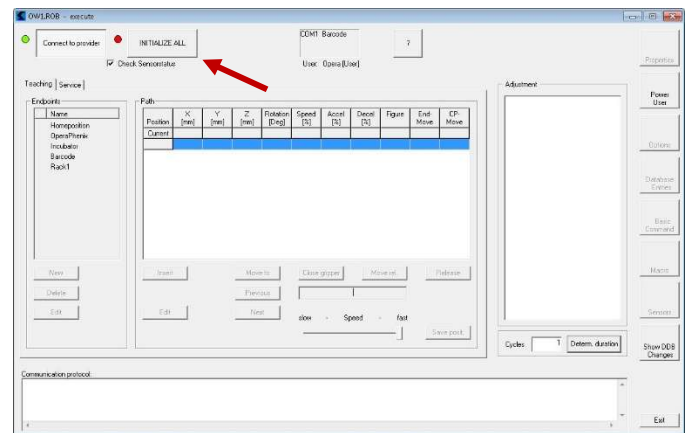 OWLROB - execute
Connect to provider
INITIALIZE ALL
COM1 Barcode
?
Check Sensorstatus
User: Opera [User]
Properties
Teaching
Service
Adjustment
Power User
Endpoints
Path
Name
Homeposition
OperaPhenix
Incubator
Barcode
Rack1
Position
X [mm]
Y [mm]
Z [mm]
Rotation [Deg]
Speed [%]
Accel [%]
Decel [%]
Figure
End-Move
CP-Move
Current
Options
Database Entries
Basic Command
New
Insert
Move to
Close gripper
Move rel.
Release
Macro
Delete
Previous
Edit
Edit
Next
slow - Speed - fast
Save posit.
Sensors
Cycles
1
Determ. duration
Show DDB Changes
Communication protocol:
Exit